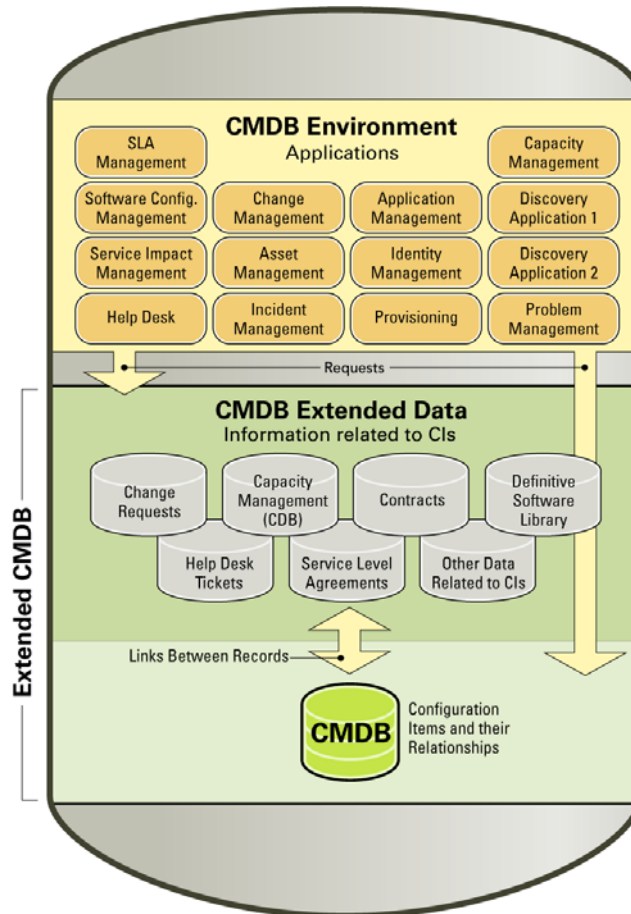 CMDB Environment
Applications
SLA
Management
Capacity
Management
Software Config.
Management
Change
Management
Application
Management
Discovery
Application 1
Service Impact
Management
Asset
Management
Identity
Management
Discovery
Application 2
Help Desk
Incident
Management
Provisioning
Problem
Management
Requests
Extended CMDB
CMDB Extended Data
Information related to CIs
Change
Requests
Capacity
Management
(CDB)
Contracts
Definitive
Software
Library
Help Desk
Tickets
Service Level
Agreements
Other Data
Related to CIs
Links Between Records
CMDB
Configuration
Items and their
Relationships